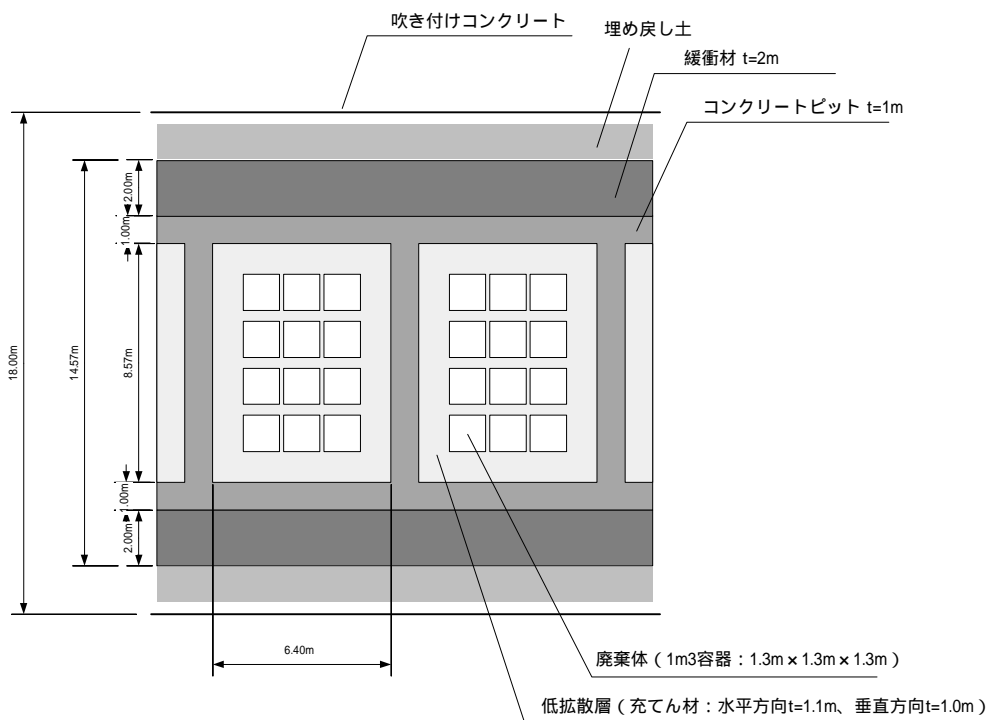 吹き付けコンクリート
埋め戻し土
緩衝材 t=2m
コンクリートピット t=1m
2.00m
1.00m
18.00m
14.57m
8.57m
1.00m
2.00m
6.40m
廃棄体（1m3容器：1.3m×1.3m×1.3m）
低拡散層（充てん材：水平方向t=1.1m、垂直方向t=1.0m）